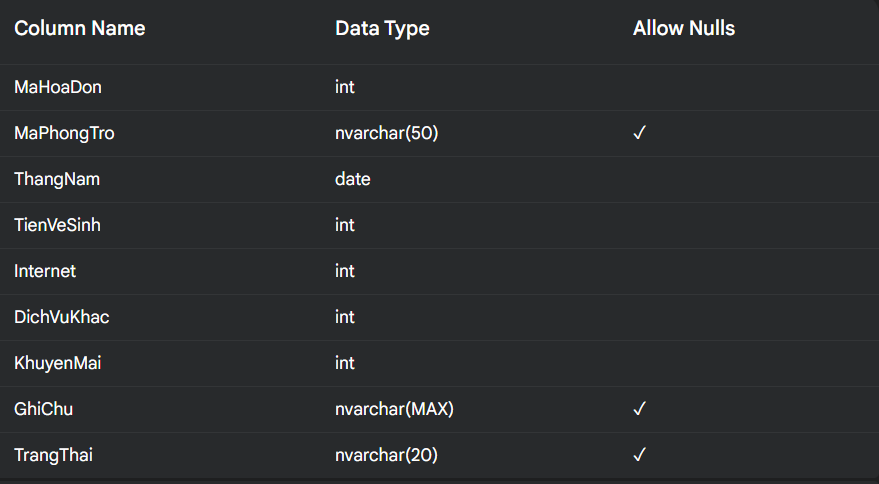 Column Name Data Type Allow Nulls
MaHoaDon int
MaPhongTro nvarchar(50) ✓
ThangNam date
TienVeSinh int
Internet int
DichVuKhac int
KhuyenMai int
GhiChu nvarchar(MAX) ✓
TrangThai nvarchar(20) ✓